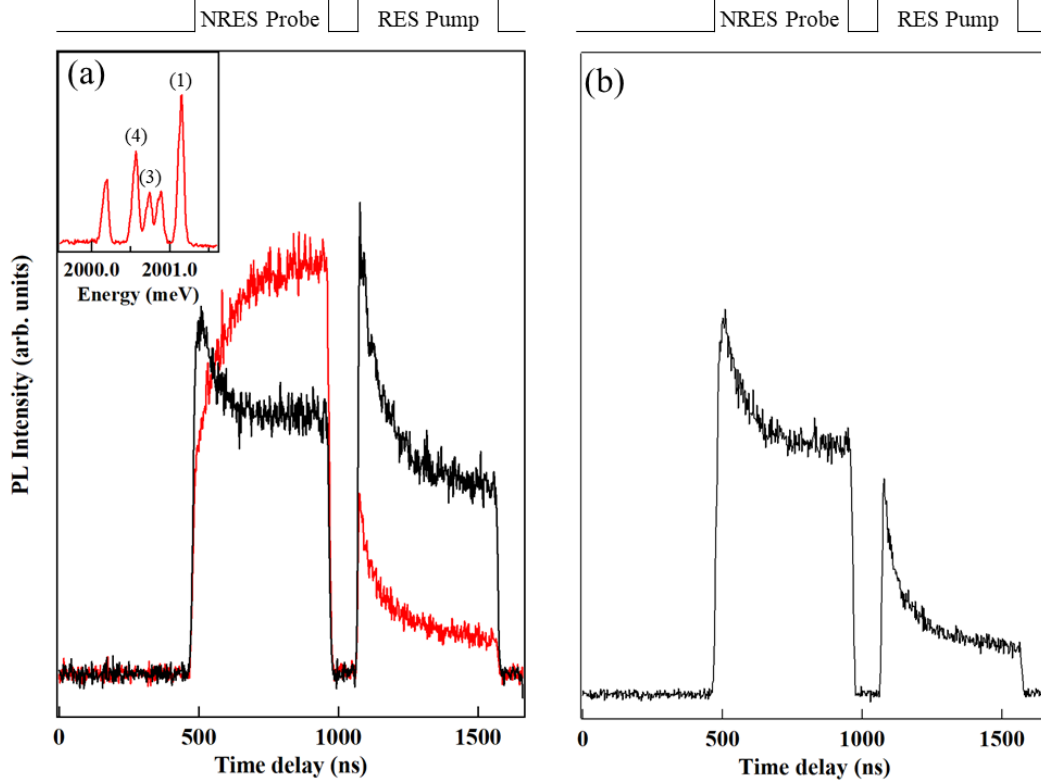 NRES Probe RES Pump NRES Probe RES Pump
(a)
(1)
(4)
(3)
2000.0 2001.0
Energy (meV)
PL Intensity (arb. units)
0 500 1000 1500
Time delay (ns)
(b)
0 500 1000 1500
Time delay (ns)